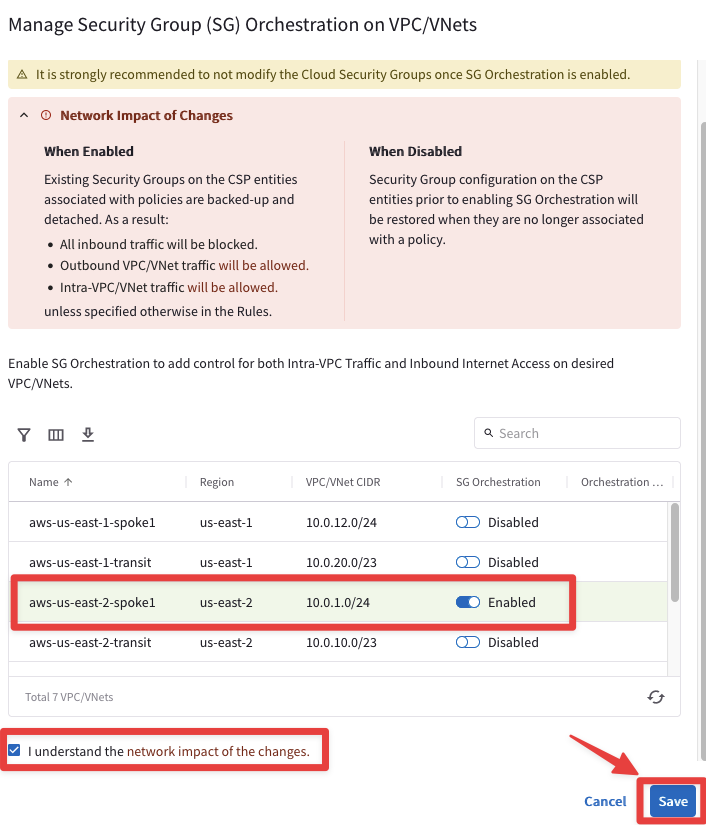 Manage Security Group (SG) Orchestration on VPC/VNets
It is strongly recommended to not modify the Cloud Security Groups once SG Orchestration is enabled.
Network Impact of Changes
When Enabled
Existing Security Groups on the CSP entities
associated with policies are backed-up and
detached. As a result:
• All inbound traffic will be blocked.
• Outbound VPC/VNet traffic will be allowed.
• Intra-VPC/VNet traffic will be allowed.
unless specified otherwise in the Rules.
When Disabled
Security Group configuration on the CSP
entities prior to enabling SG Orchestration will
be restored when they are no longer associated
with a policy.
Enable SG Orchestration to add control for both Intra-VPC Traffic and Inbound Internet Access on desired
VPC/VNets.
Search
Name Region VPC/VNet CIDR SG Orchestration Orchestration ...
aws-us-east-1-spoke1 us-east-1 10.0.12.0/24 Disabled
aws-us-east-1-transit us-east-1 10.0.20.0/23 Disabled
aws-us-east-2-spoke1 us-east-2 10.0.1.0/24 Enabled
aws-us-east-2-transit us-east-2 10.0.10.0/23 Disabled
Total 7 VPC/VNets
I understand the network impact of the changes.
Cancel Save